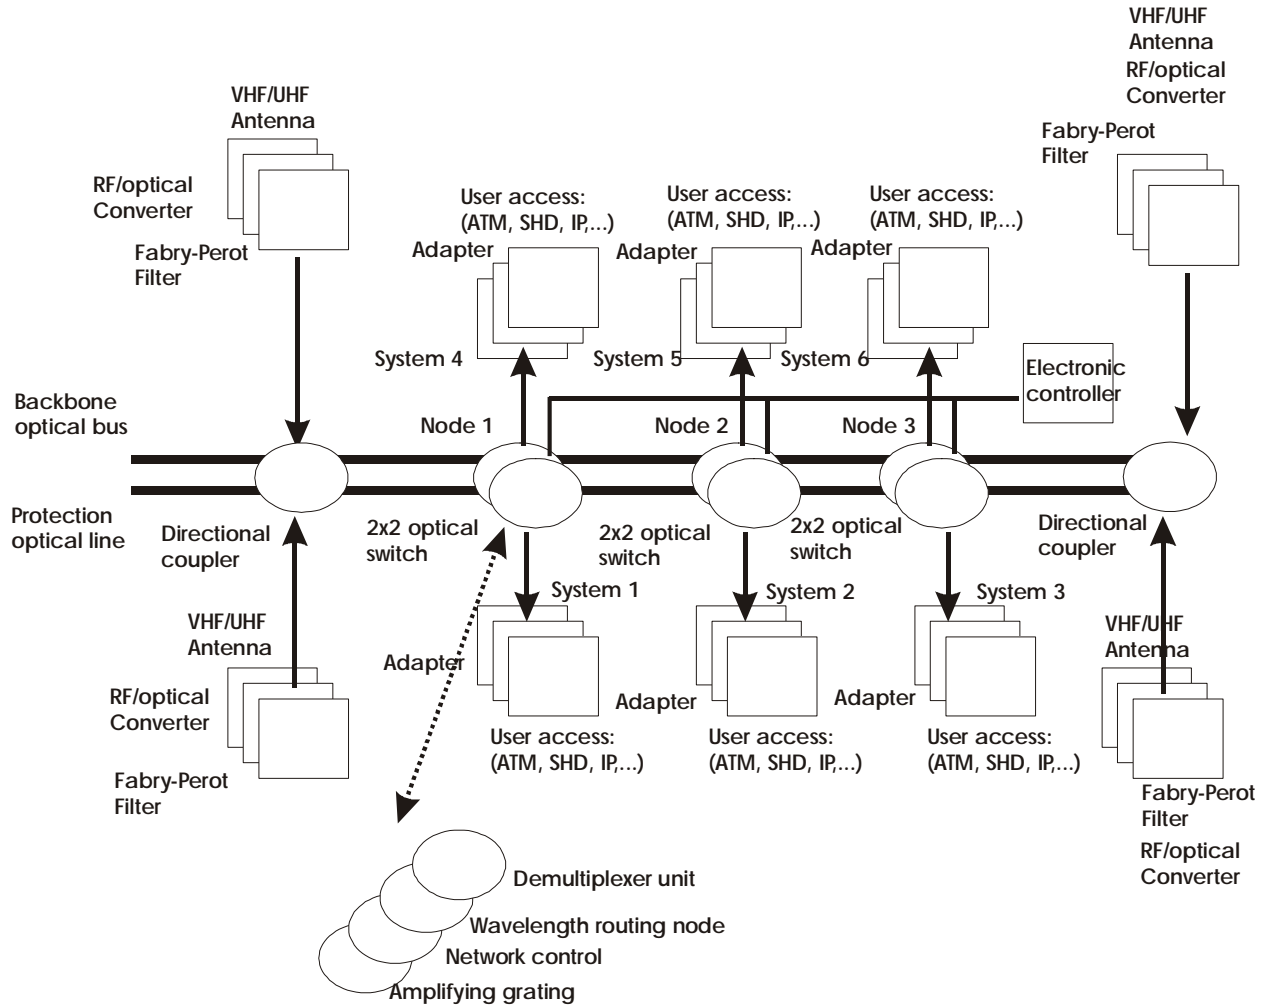 VHF/UHF
Antenna
RF/optical
Converter
VHF/UHF
Antenna
Fabry-Perot
Filter
RF/optical
Converter
User access:
(ATM, SHD, IP,...)
User access:
(ATM, SHD, IP,...)
User access:
(ATM, SHD, IP,...)
Fabry-Perot
Filter
Adapter
Adapter
Adapter
System 4
System 5
System 6
Electronic
controller
Backbone
optical bus
Node 1
Node 2
Node 3
Protection
optical line
Directional
coupler
2x2 optical
switch
2x2 optical
switch
2x2 optical
switch
Directional
coupler
System 1
System 2
System 3
VHF/UHF
Antenna
VHF/UHF
Antenna
Adapter
Adapter
Adapter
RF/optical
Converter
User access:
(ATM, SHD, IP,...)
User access:
(ATM, SHD, IP,...)
User access:
(ATM, SHD, IP,...)
Fabry-Perot
Filter
Fabry-Perot
Filter
RF/optical
Converter
Demultiplexer unit
Wavelength routing node
Network control
Amplifying grating